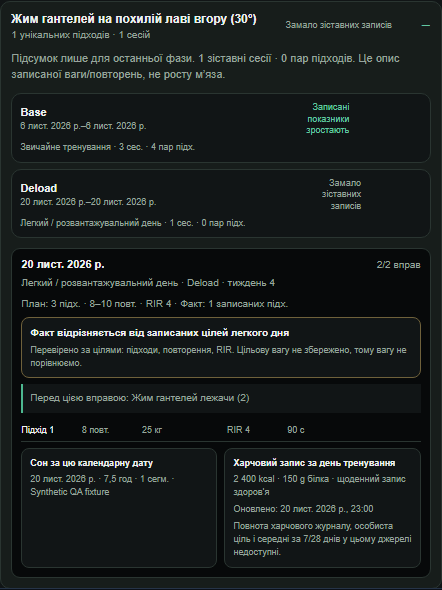 Жим гантелей на похилій лаві вгору (30°)
Замало зіставних записів
—
1 унікальних підходів · 1 сесій
Підсумок лише для останньої фази. 1 зіставні сесії · 0 пар підходів. Це опис
записаної ваги/повторень, не росту м’яза.
Base
6 лист. 2026 р.–6 лист. 2026 р.
Записані
показники
зростають
Звичайне тренування · 3 сес. · 4 пар підх.
Deload
20 лист. 2026 р.–20 лист. 2026 р.
Замало
зіставних
записів
Легкий / розвантажувальний день · 1 сес. · 0 пар підх.
20 лист. 2026 р.
2/2 вправ
Легкий / розвантажувальний день · Deload · тиждень 4
План: 3 підх. · 8–10 повт. · RIR 4 · Факт: 1 записаних підх.
Факт відрізняється від записаних цілей легкого дня
Перевірено за цілями: підходи, повторення, RIR. Цільову вагу не збережено, тому вагу не
порівнюємо.
Перед цією вправою: Жим гантелей лежачи (2)
Підхід 1 8 повт. 25 кг RIR 4 90 с
Сон за цю календарну дату
20 лист. 2026 р. · 7,5 год · 1 сегм. ·
Synthetic QA fixture
Харчовий запис за день тренування
2 400 kcal · 150 g білка · щоденний запис
здоров’я
Оновлено: 20 лист. 2026 р., 23:00
Повнота харчового журналу, особиста
ціль і середні за 7/28 днів у цьому джерелі
недоступні.